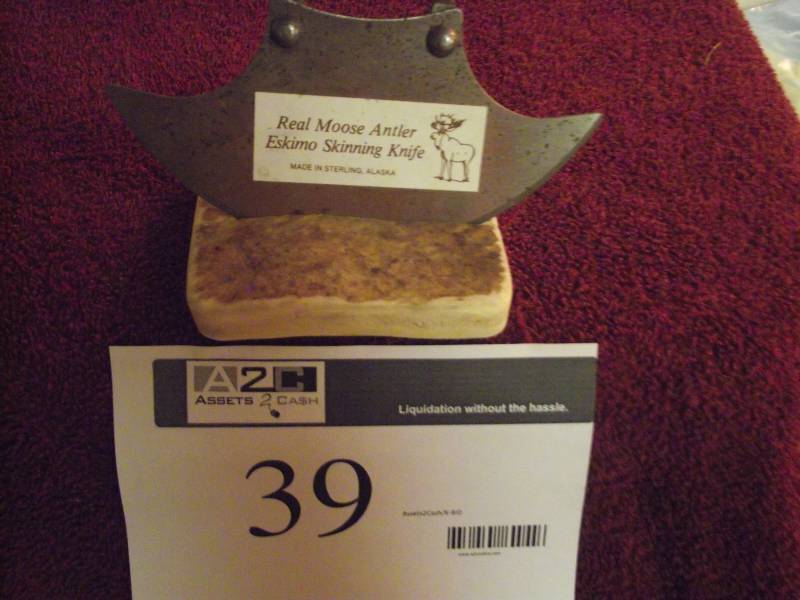 Real Moose Antler
Eskimo Skinning Knife
MADE IN STERLING, ALASKA
A2C
ASSETS 2 CA$H
Liquidation without the hassle.
39